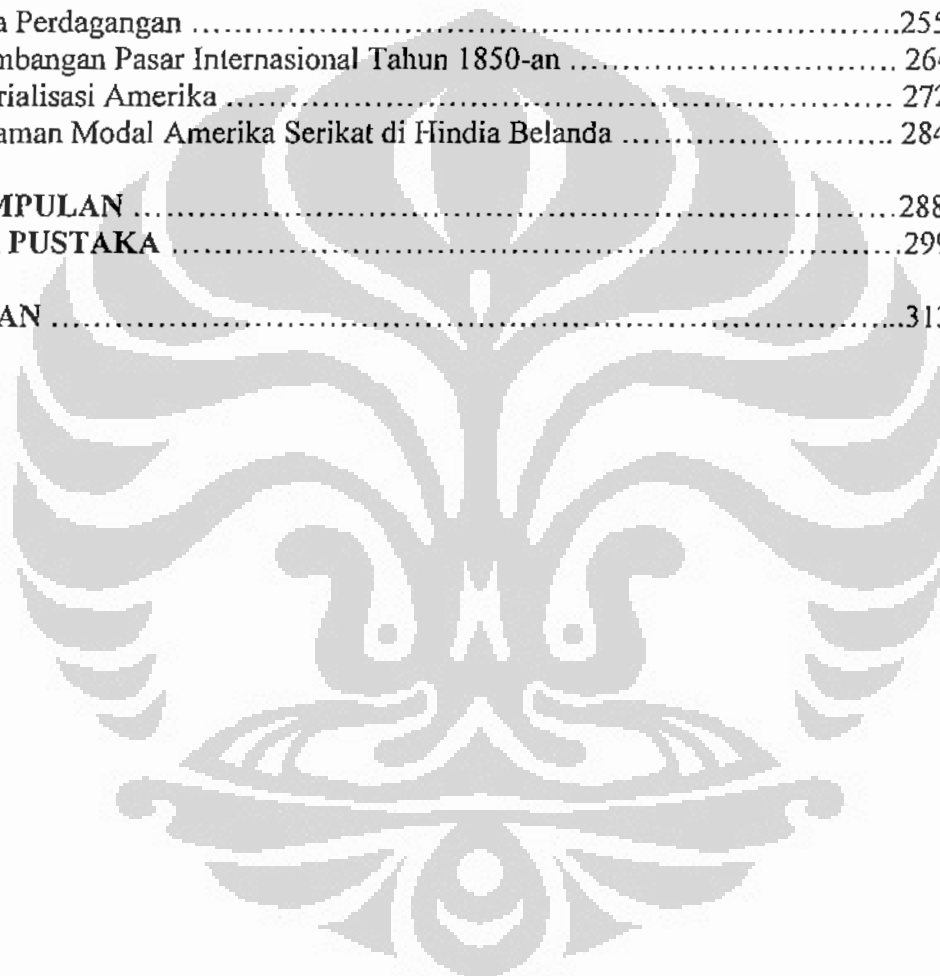 a Perdagangan ........................................................................255
mbangan Pasar Internasional Tahun 1850-an ................................ 264
rialisasi Amerika .................................................................... 272
aman Modal Amerika Serikat di Hindia Belanda ........................... 284
MPULAN ............................................................................288
PUSTAKA .........................................................................299
AN .....................................................................................313